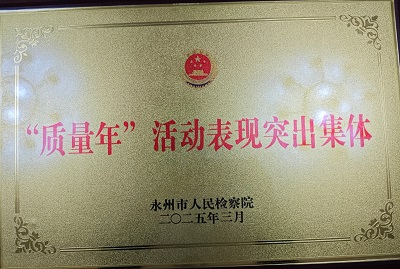 “质量年”活动表现突出集体
永州市人民检察院
二〇二五年三月